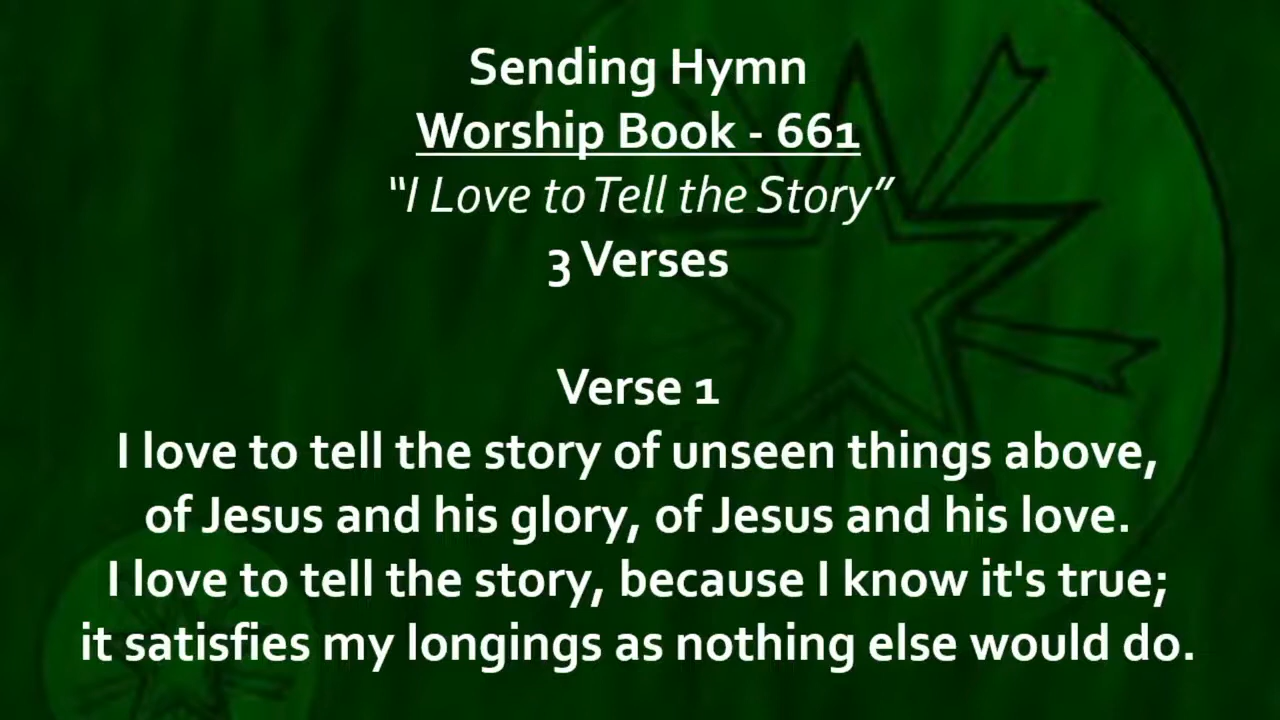 Sending Hymn
Worship Book - 661
“I Love to Tell the Story”
3 Verses
Verse 1
I love to tell the story of unseen things above,
of Jesus and his glory, of Jesus and his love.
I love to tell the story, because I know it's true;
it satisfies my longings as nothing else would do.